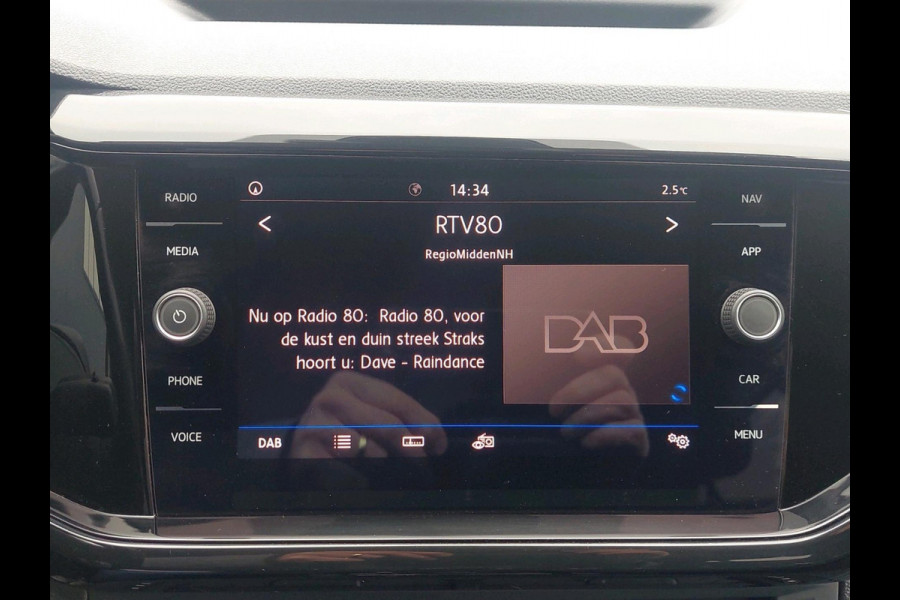 RADIO
14:34
2.5°C
NAV
RTV80
MEDIA
RegioMiddenNH
APP
Nu op Radio 80: Radio 80, voor
de kust en duin streek Straks
hoort u: Dave - Raindance
DAB
PHONE
CAR
VOICE
DAB
MENU